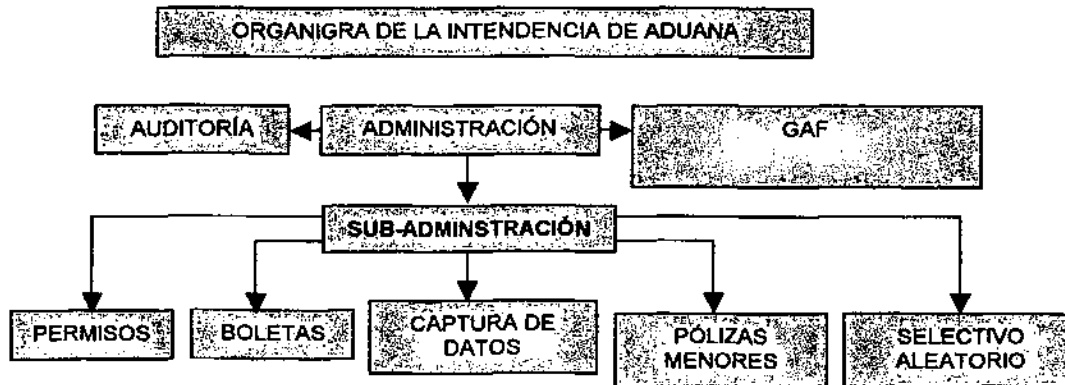 ORGANIGRA DE LA INTENDENCIA DE ADUANA
AUDITORÍA
ADMINISTRACIÓN
GAF
SUB-ADMINSTRACIÓN
PERMISOS
BOLETAS
CAPTURA DE
DATOS
PÓLIZAS
MENORES
SELECTIVO
ALEATORIO